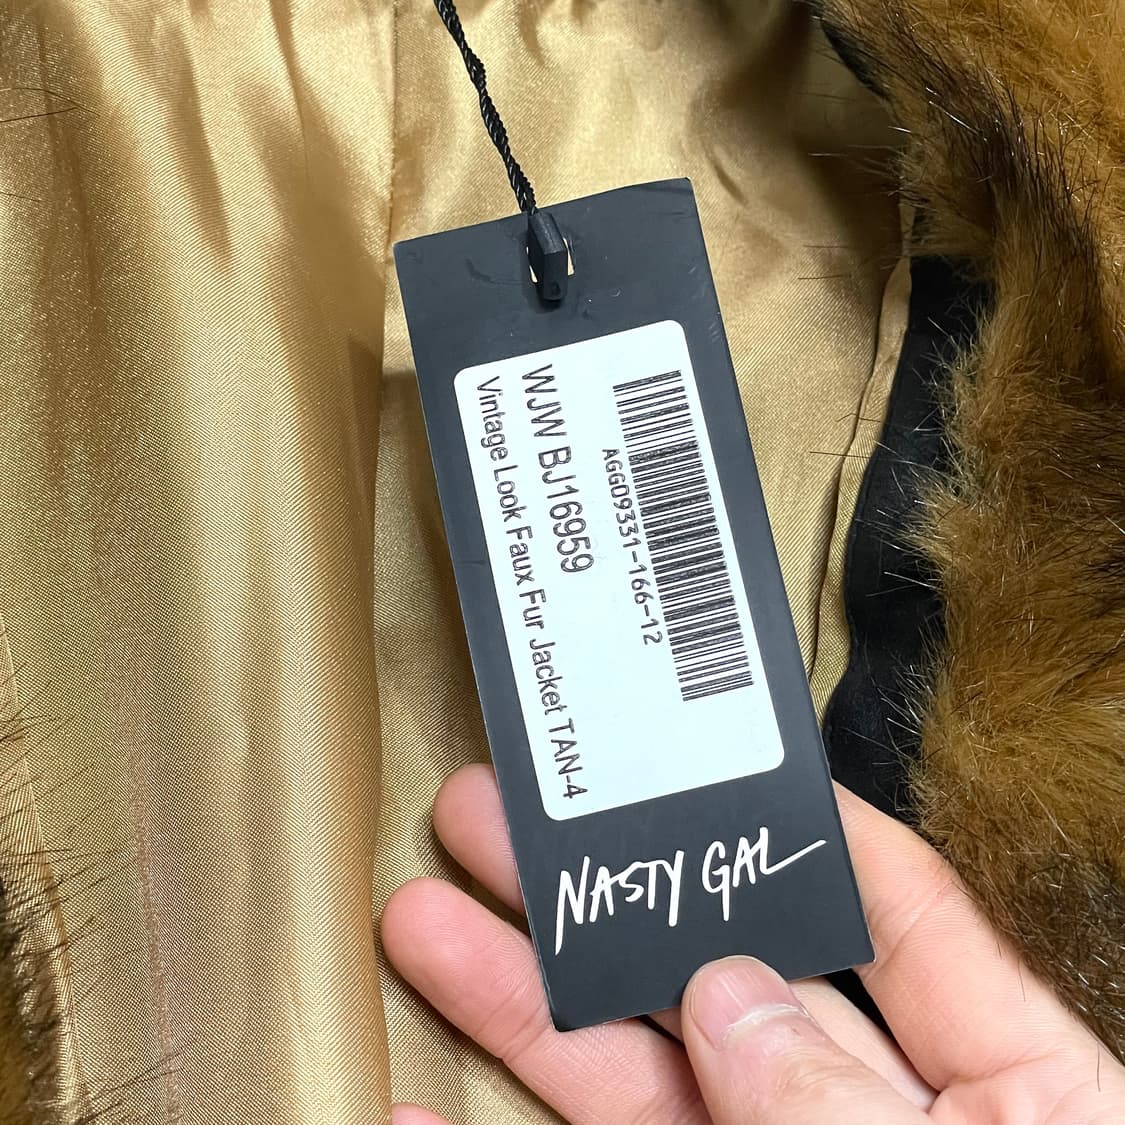 AGG09331-166-12
WJW BJ16959
Vintage Look Faux Fur Jacket TAN-4
NASTY GAL